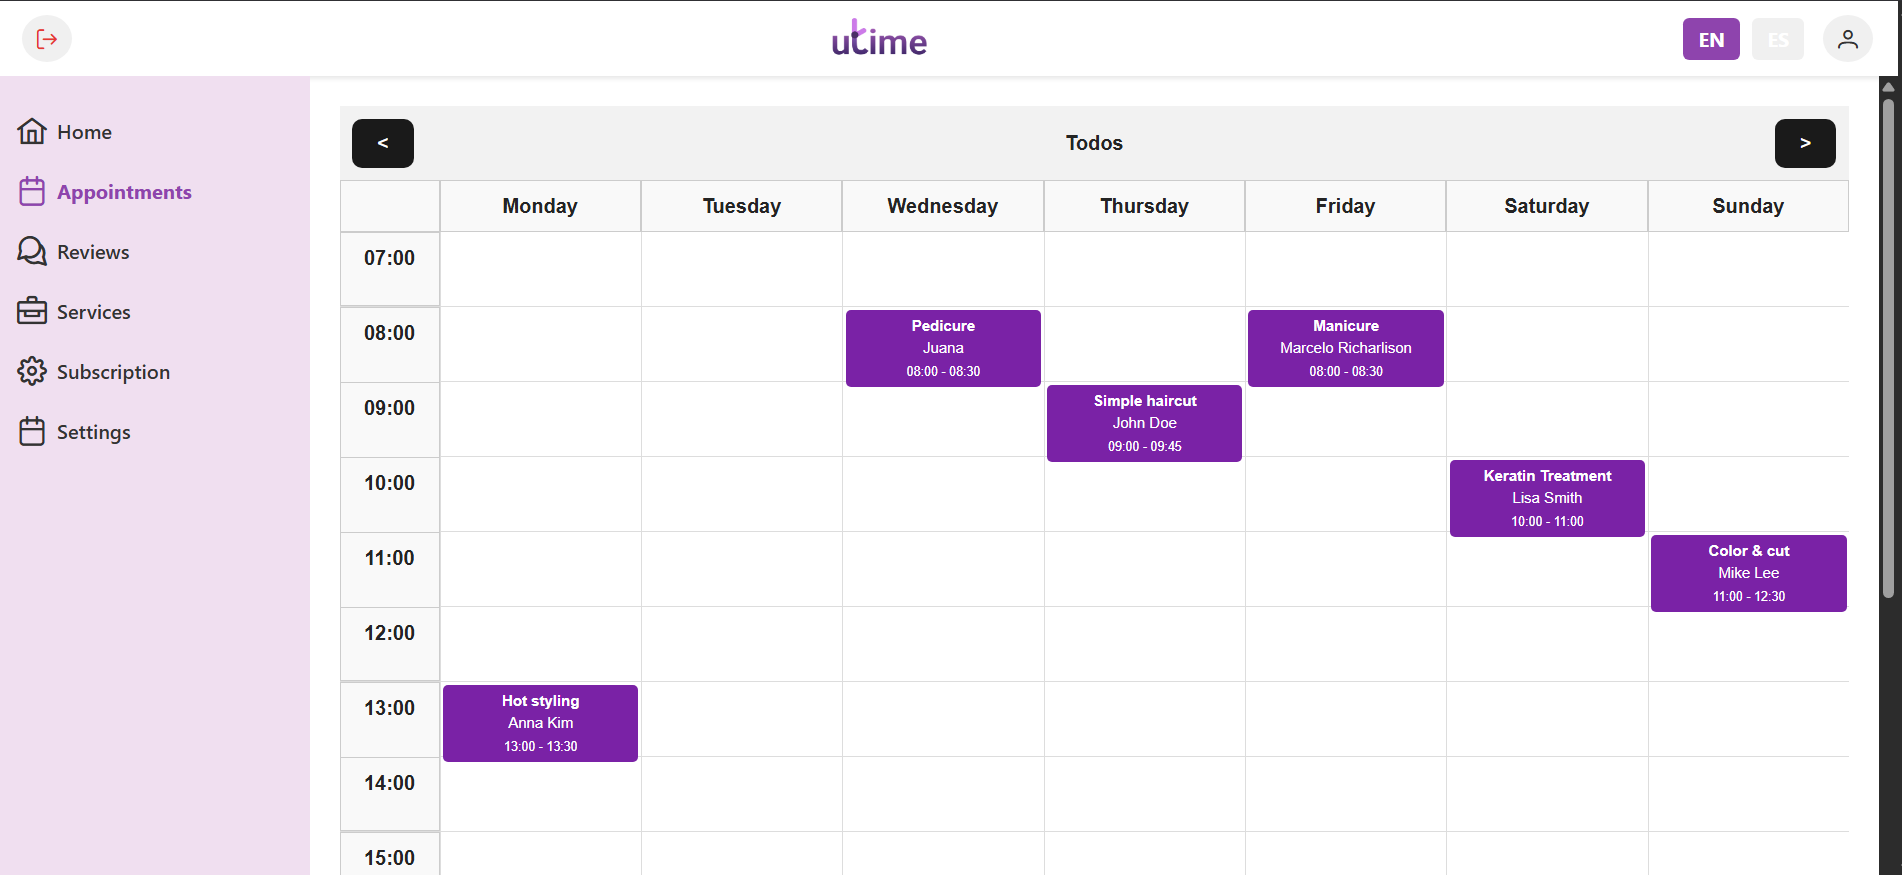 utime
EN
ES
Home
Appointments
Reviews
Services
Subscription
Settings
<
Todos
>
Monday
Tuesday
Wednesday
Thursday
Friday
Saturday
Sunday
07:00
08:00
Pedicure
Juana
08:00 - 08:30
Manicure
Marcelo Richarlison
08:00 - 08:30
09:00
Simple haircut
John Doe
09:00 - 09:45
10:00
Keratin Treatment
Lisa Smith
10:00 - 11:00
11:00
Color & cut
Mike Lee
11:00 - 12:30
12:00
13:00
Hot styling
Anna Kim
13:00 - 13:30
14:00
15:00